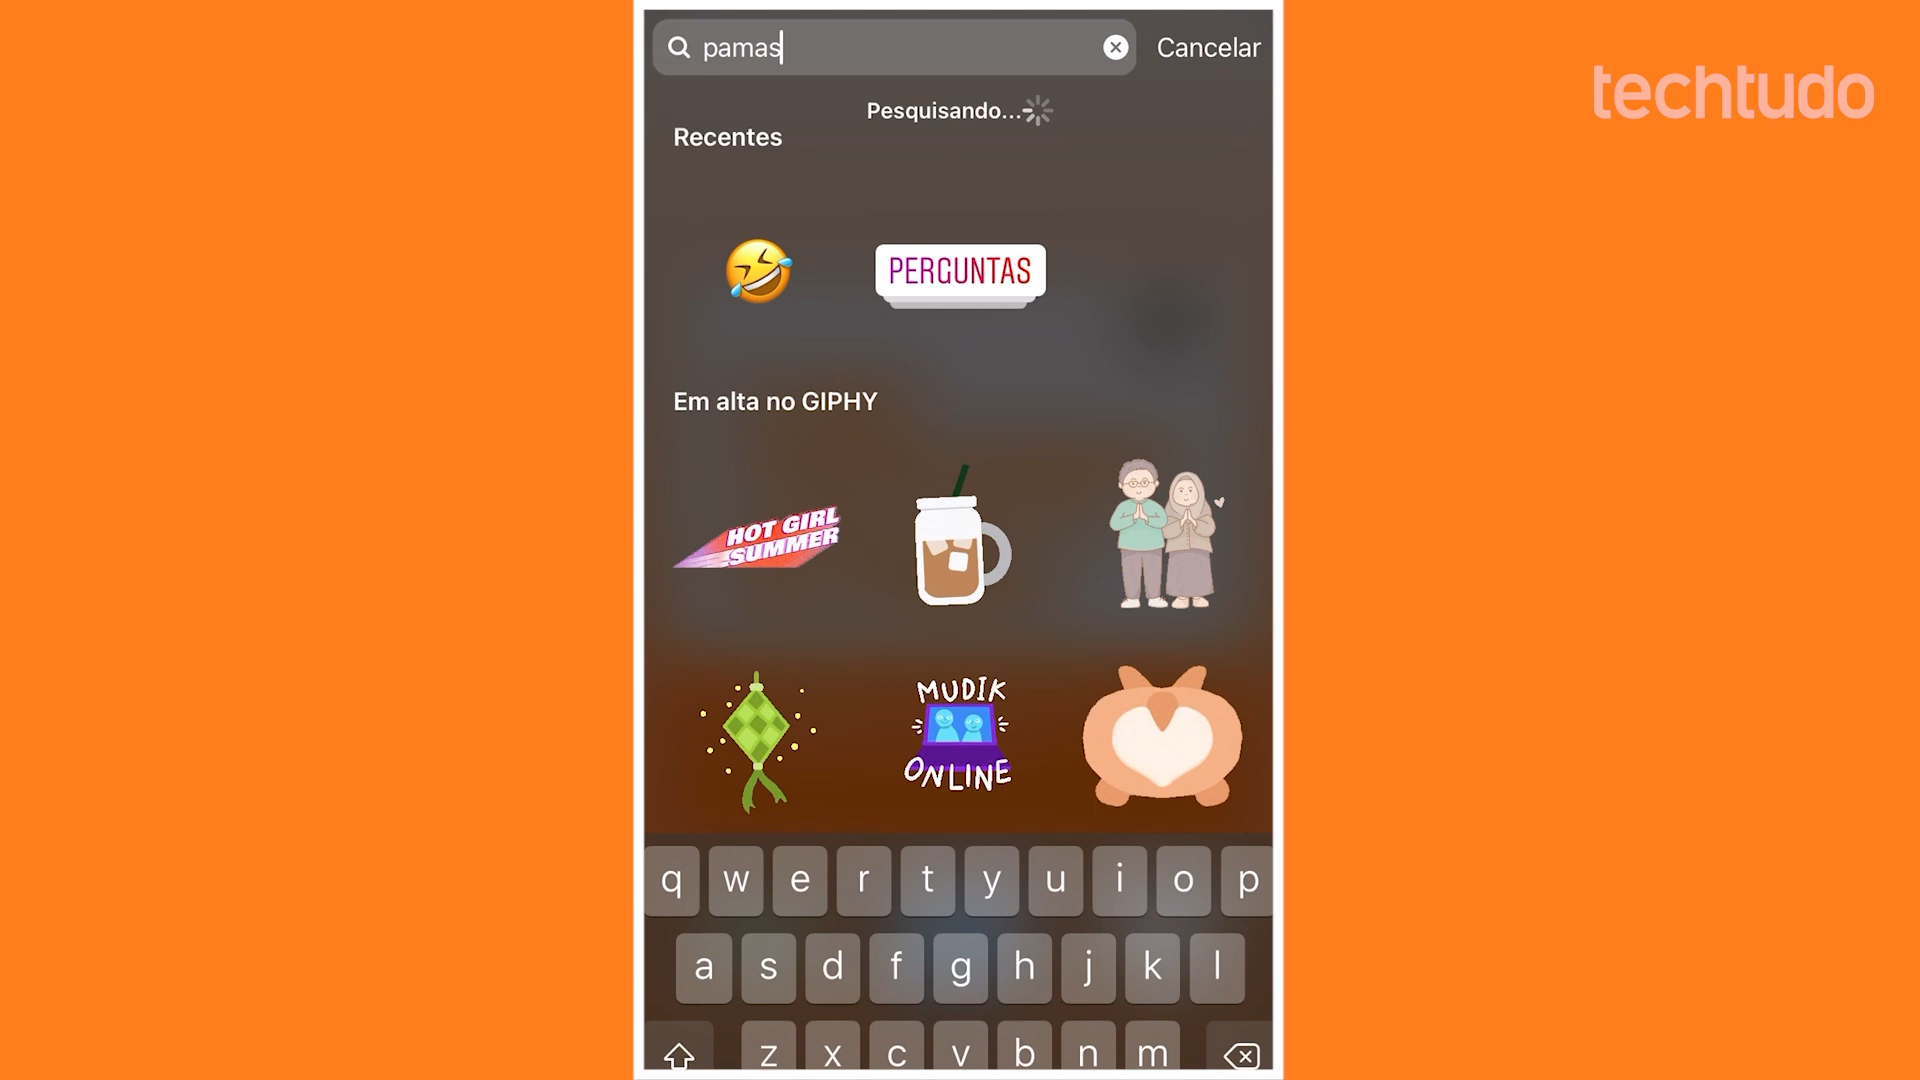 pamas
Cancelar
techtudo
Pesquisando...
Recentes
PERGUNTAS
Em alta no GIPHY
HOT GIRL
SUMMER
MUDIK
ONLINE
q w e r t y u i o p
a s d f g h j k l
z x c v b n m